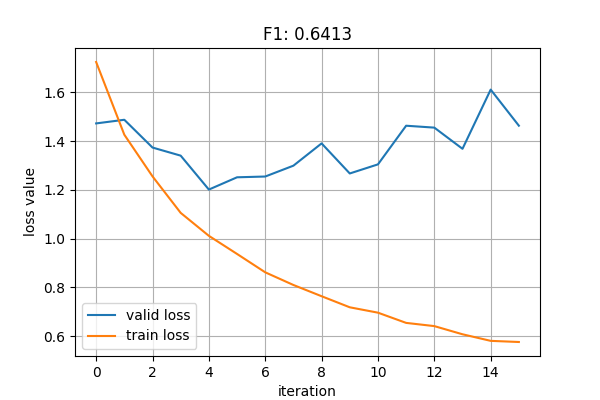 F1: 0.6413
loss value
1.6
1.4
1.2
1.0
0.8
0.6
valid loss
train loss
0 2 4 6 8 10 12 14
iteration